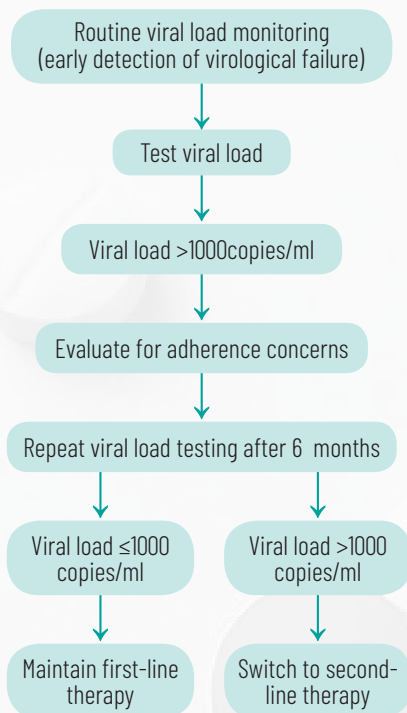 Routine viral load monitoring
(early detection of virological failure)
Test viral load
Viral load >1000copies/ml
Evaluate for adherence concerns
Repeat viral load testing after 6 months
Viral load ≤1000
copies/ml
Viral load >1000
copies/ml
Maintain first-line
therapy
Switch to second-
line therapy